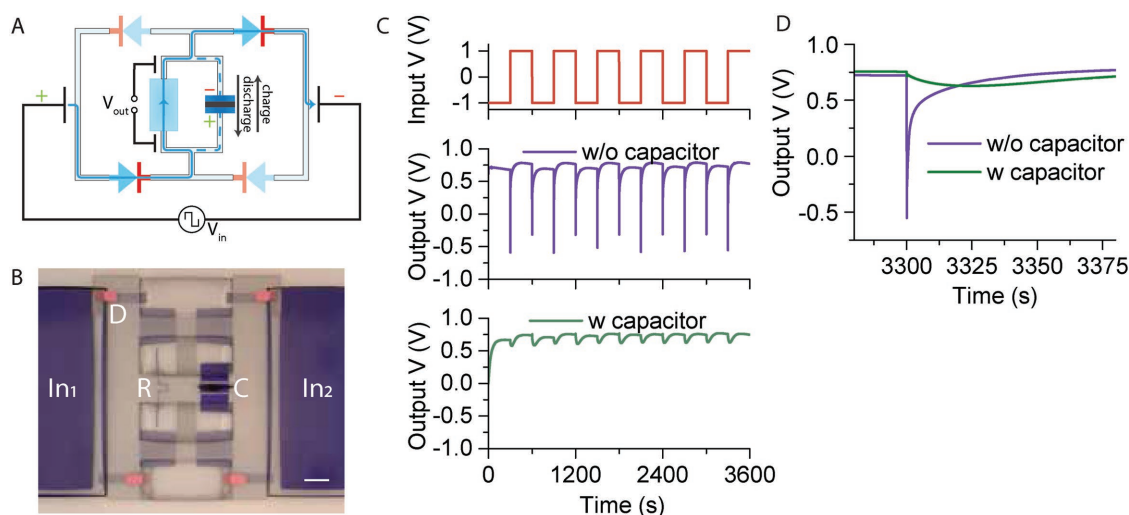 A
+
−
Vout
−
+
discharge
charge
Vin
B
D
In1
R
C
In2
C
Input V (V)
1
0
-1
Output V (V)
1.0
0.5
0.0
-0.5
-1.0
w/o capacitor
Output V (V)
1.0
0.5
0.0
-0.5
-1.0
w capacitor
0 1200 2400 3600
Time (s)
D
Output V (V)
1.0
0.5
0.0
-0.5
w/o capacitor
w capacitor
3300 3325 3350 3375
Time (s)